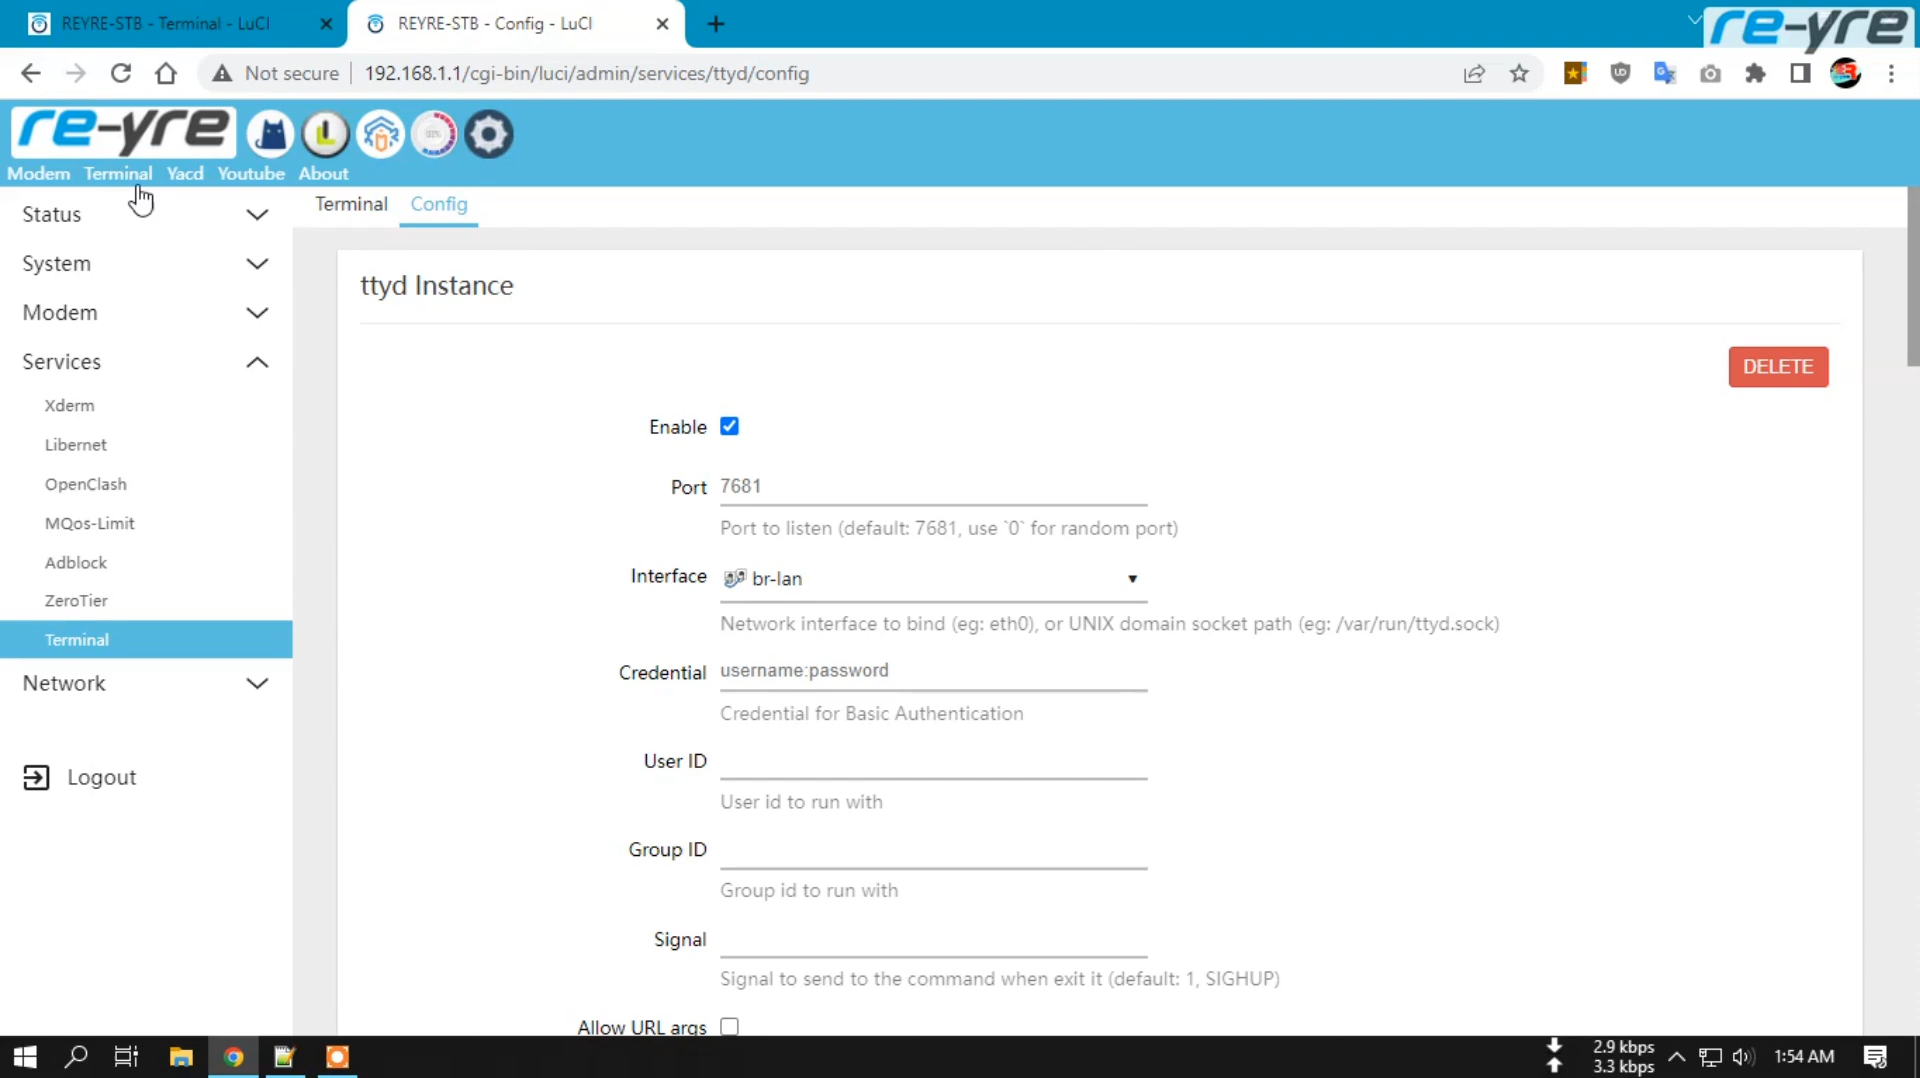 REYRE-STB - Terminal - LuCI
REYRE-STB - Config - LuCI
re-yre
Not secure
192.168.1.1/cgi-bin/luci/admin/services/ttyd/config
re-yre
Modem Terminal Yacd Youtube About
Status
System
Modem
Services
Xderm
Libernet
OpenClash
MQos-Limit
Adblock
ZeroTier
Terminal
Network
Logout
Terminal Config
ttyd Instance
DELETE
Enable
Port 7681
Port to listen (default: 7681, use `0` for random port)
Interface br-lan
Network interface to bind (eg: eth0), or UNIX domain socket path (eg: /var/run/ttyd.sock)
Credential username:password
Credential for Basic Authentication
User ID
User id to run with
Group ID
Group id to run with
Signal
Signal to send to the command when exit it (default: 1, SIGHUP)
Allow URL args
2.9 kbps
3.3 kbps
1:54 AM